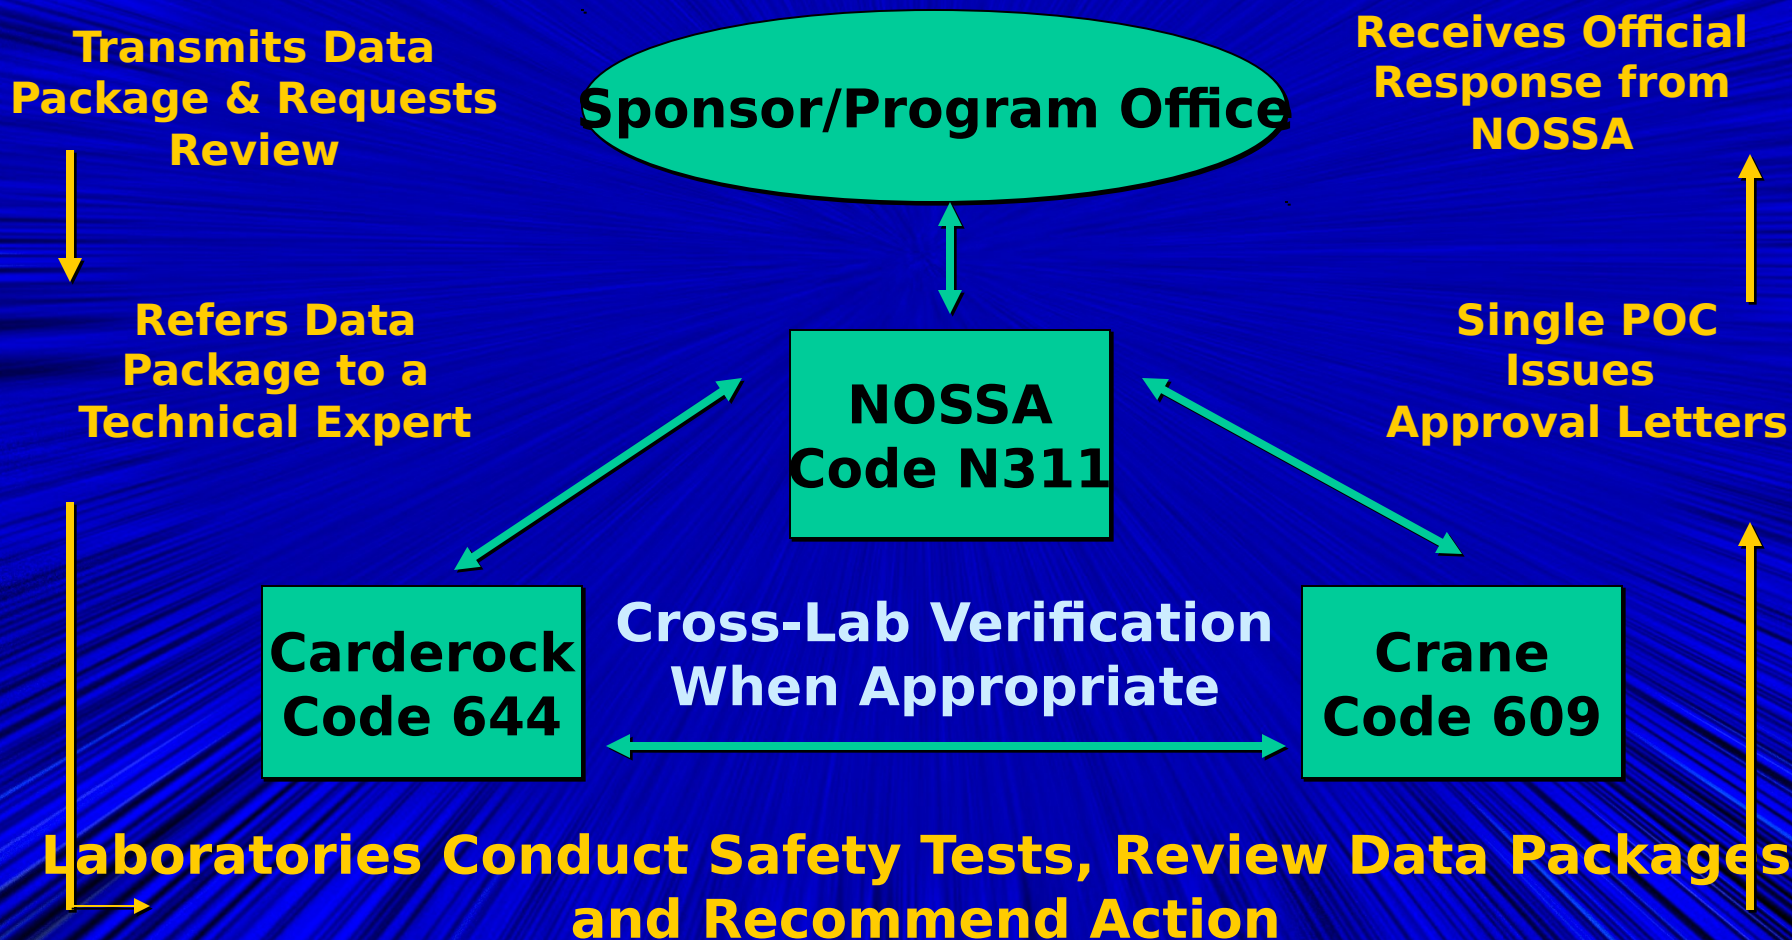 Transmits Data
Package & Requests
Review
Sponsor/Program Office
Receives Official
Response from
NOSSA
Refers Data
Package to a
Technical Expert
NOSSA
Code N311
Single POC
Issues
Approval Letters
Carderock
Code 644
Cross-Lab Verification
When Appropriate
Crane
Code 609
Laboratories Conduct Safety Tests, Review Data Packages
and Recommend Action